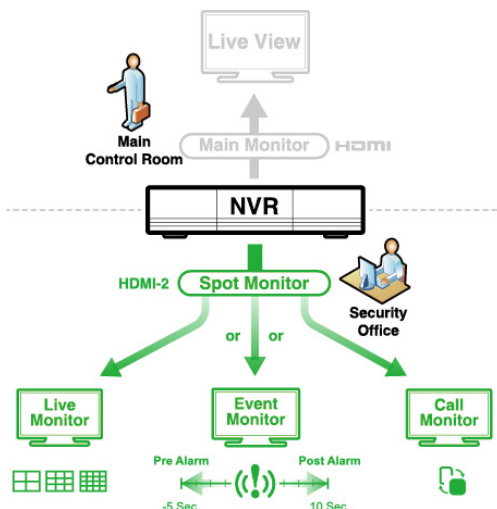 Live View
Main Monitor
HDMI
Main
Control Room
NVR
HDMI-2
Spot Monitor
Security
Office
or
or
Live
Monitor
Event
Monitor
Call
Monitor
Pre Alarm
Post Alarm
-5 Sec
10 Sec